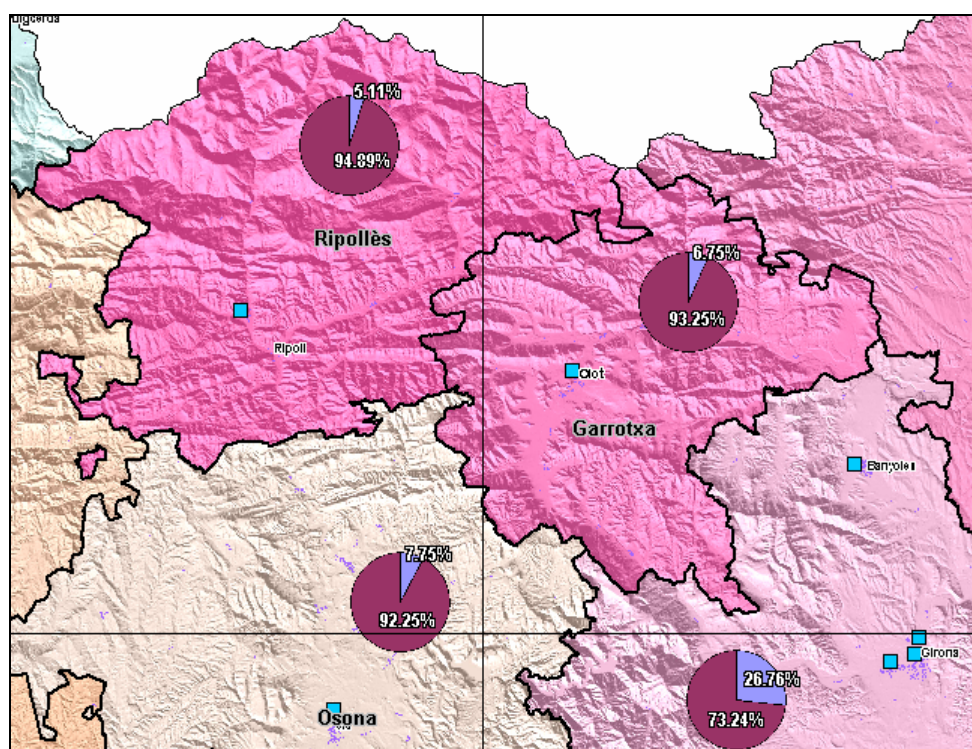 5.11%
94.89%
Ripollès
6.75%
93.25%
Ripoll
Olot
Garrotxa
Banyoles
7.75%
92.25%
Girona
26.76%
73.24%
Osona